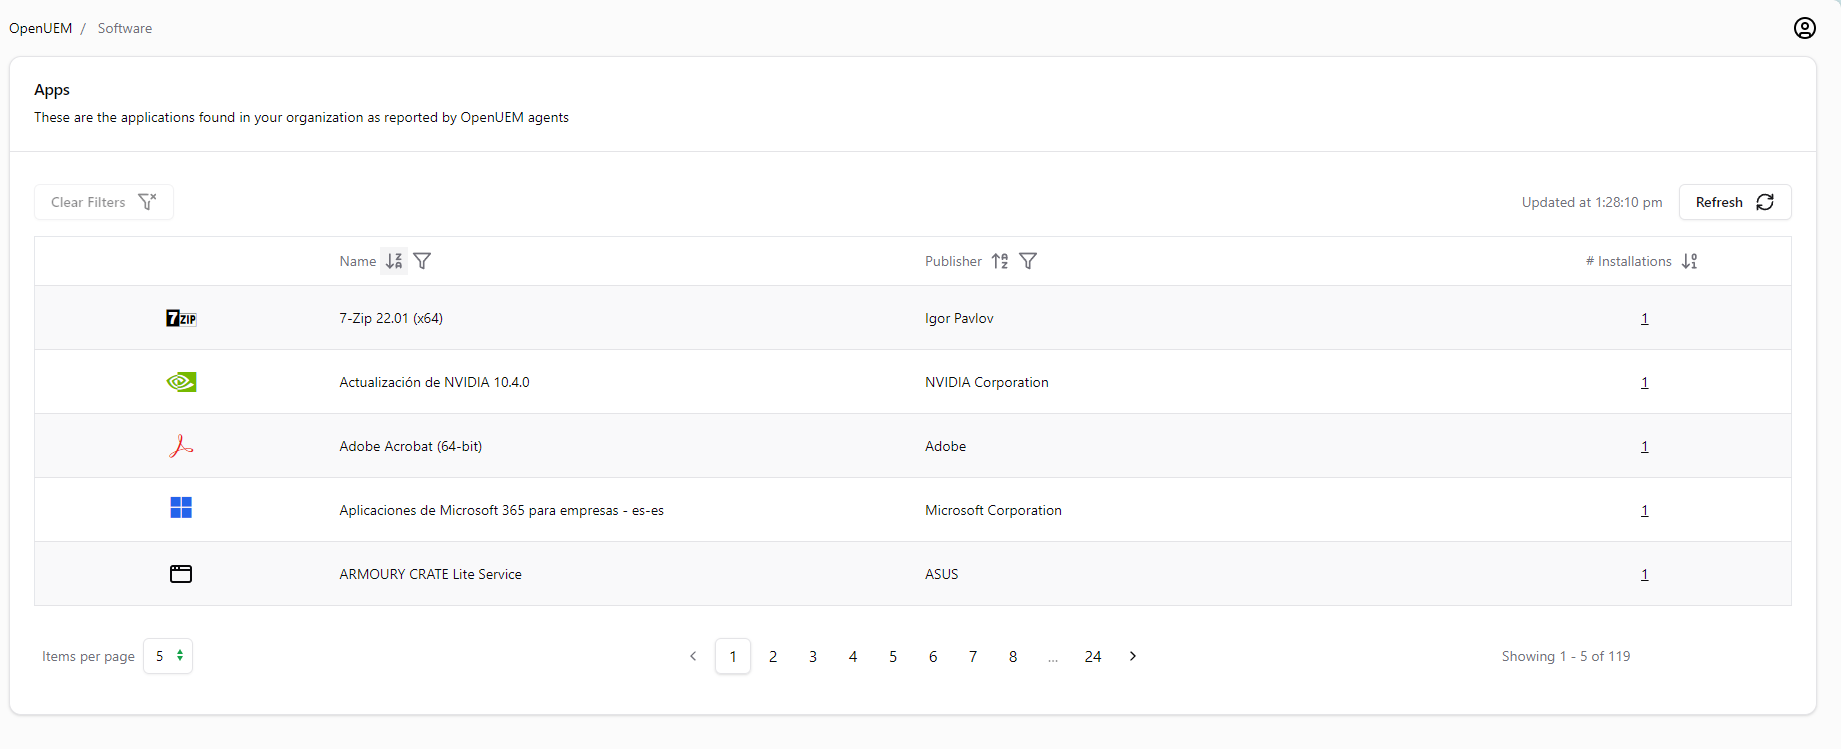 OpenUEM / Software
Apps
These are the applications found in your organization as reported by OpenUEM agents
Clear Filters Updated at 1:28:10 pm Refresh
Name Publisher # Installations
7ZIP 7-Zip 22.01 (x64) Igor Pavlov 1
Actualización de NVIDIA 10.4.0 NVIDIA Corporation 1
Adobe Acrobat (64-bit) Adobe 1
Aplicaciones de Microsoft 365 para empresas - es-es Microsoft Corporation 1
ARMOURY CRATE Lite Service ASUS 1
Items per page 5 1 2 3 4 5 6 7 8 ... 24 Showing 1 - 5 of 119